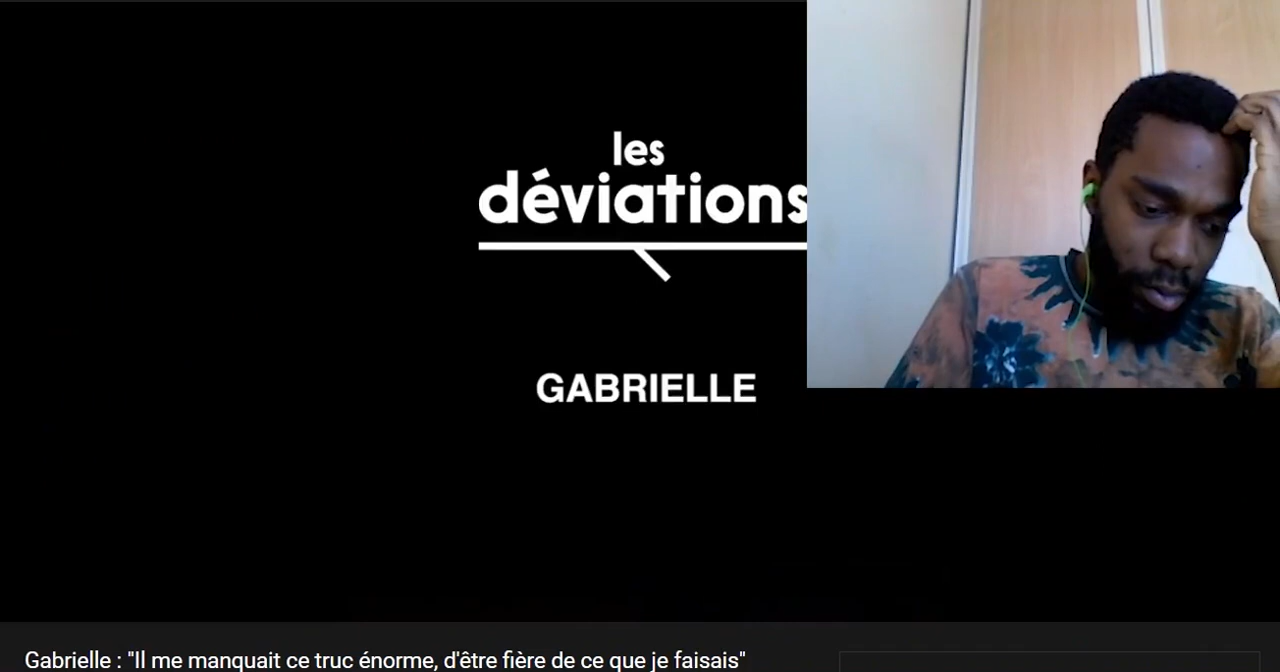 les
déviations
GABRIELLE
Gabrielle : "Il me manquait ce truc énorme, d'être fière de ce que je faisais"